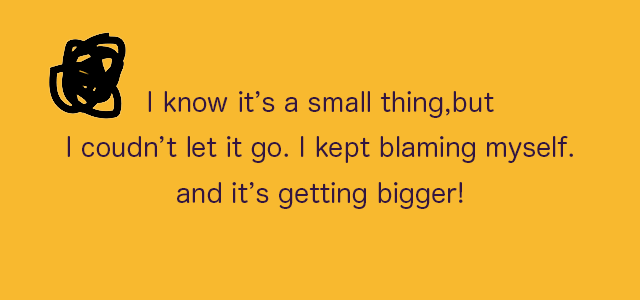 I know it’s a small thing,but
I coudn’t let it go. I kept blaming myself.
and it’s getting bigger!